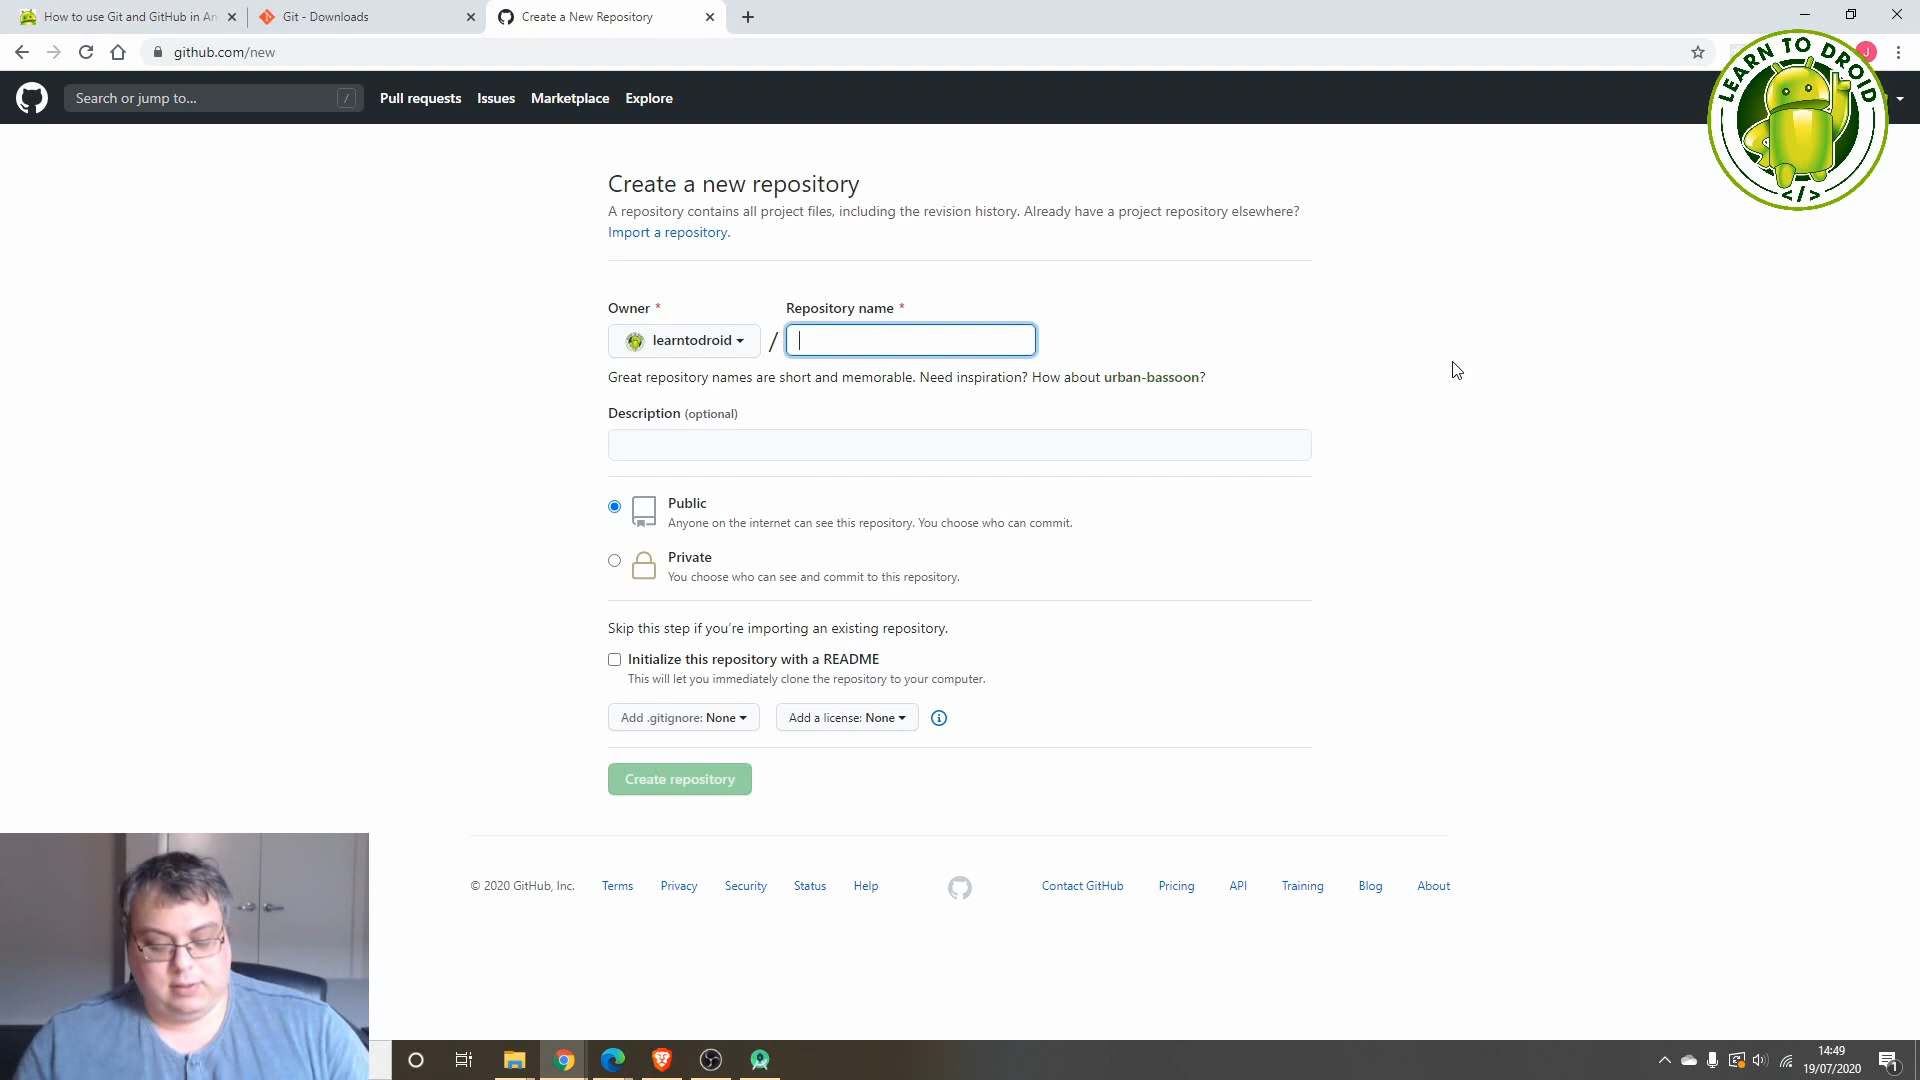 How to use Git and GitHub in An
Git - Downloads
Create a New Repository
github.com/new
J
LEARN TO DROID
</>
Search or jump to...
/
Pull requests
Issues
Marketplace
Explore
Create a new repository
A repository contains all project files, including the revision history. Already have a project repository elsewhere?
Import a repository.
Owner *
Repository name *
learntodroid
/
Great repository names are short and memorable. Need inspiration? How about urban-bassoon?
Description (optional)
Public
Anyone on the internet can see this repository. You choose who can commit.
Private
You choose who can see and commit to this repository.
Skip this step if you're importing an existing repository.
Initialize this repository with a README
This will let you immediately clone the repository to your computer.
Add .gitignore: None
Add a license: None
Create repository
© 2020 GitHub, Inc.
Terms
Privacy
Security
Status
Help
Contact GitHub
Pricing
API
Training
Blog
About
14:49
19/07/2020
1